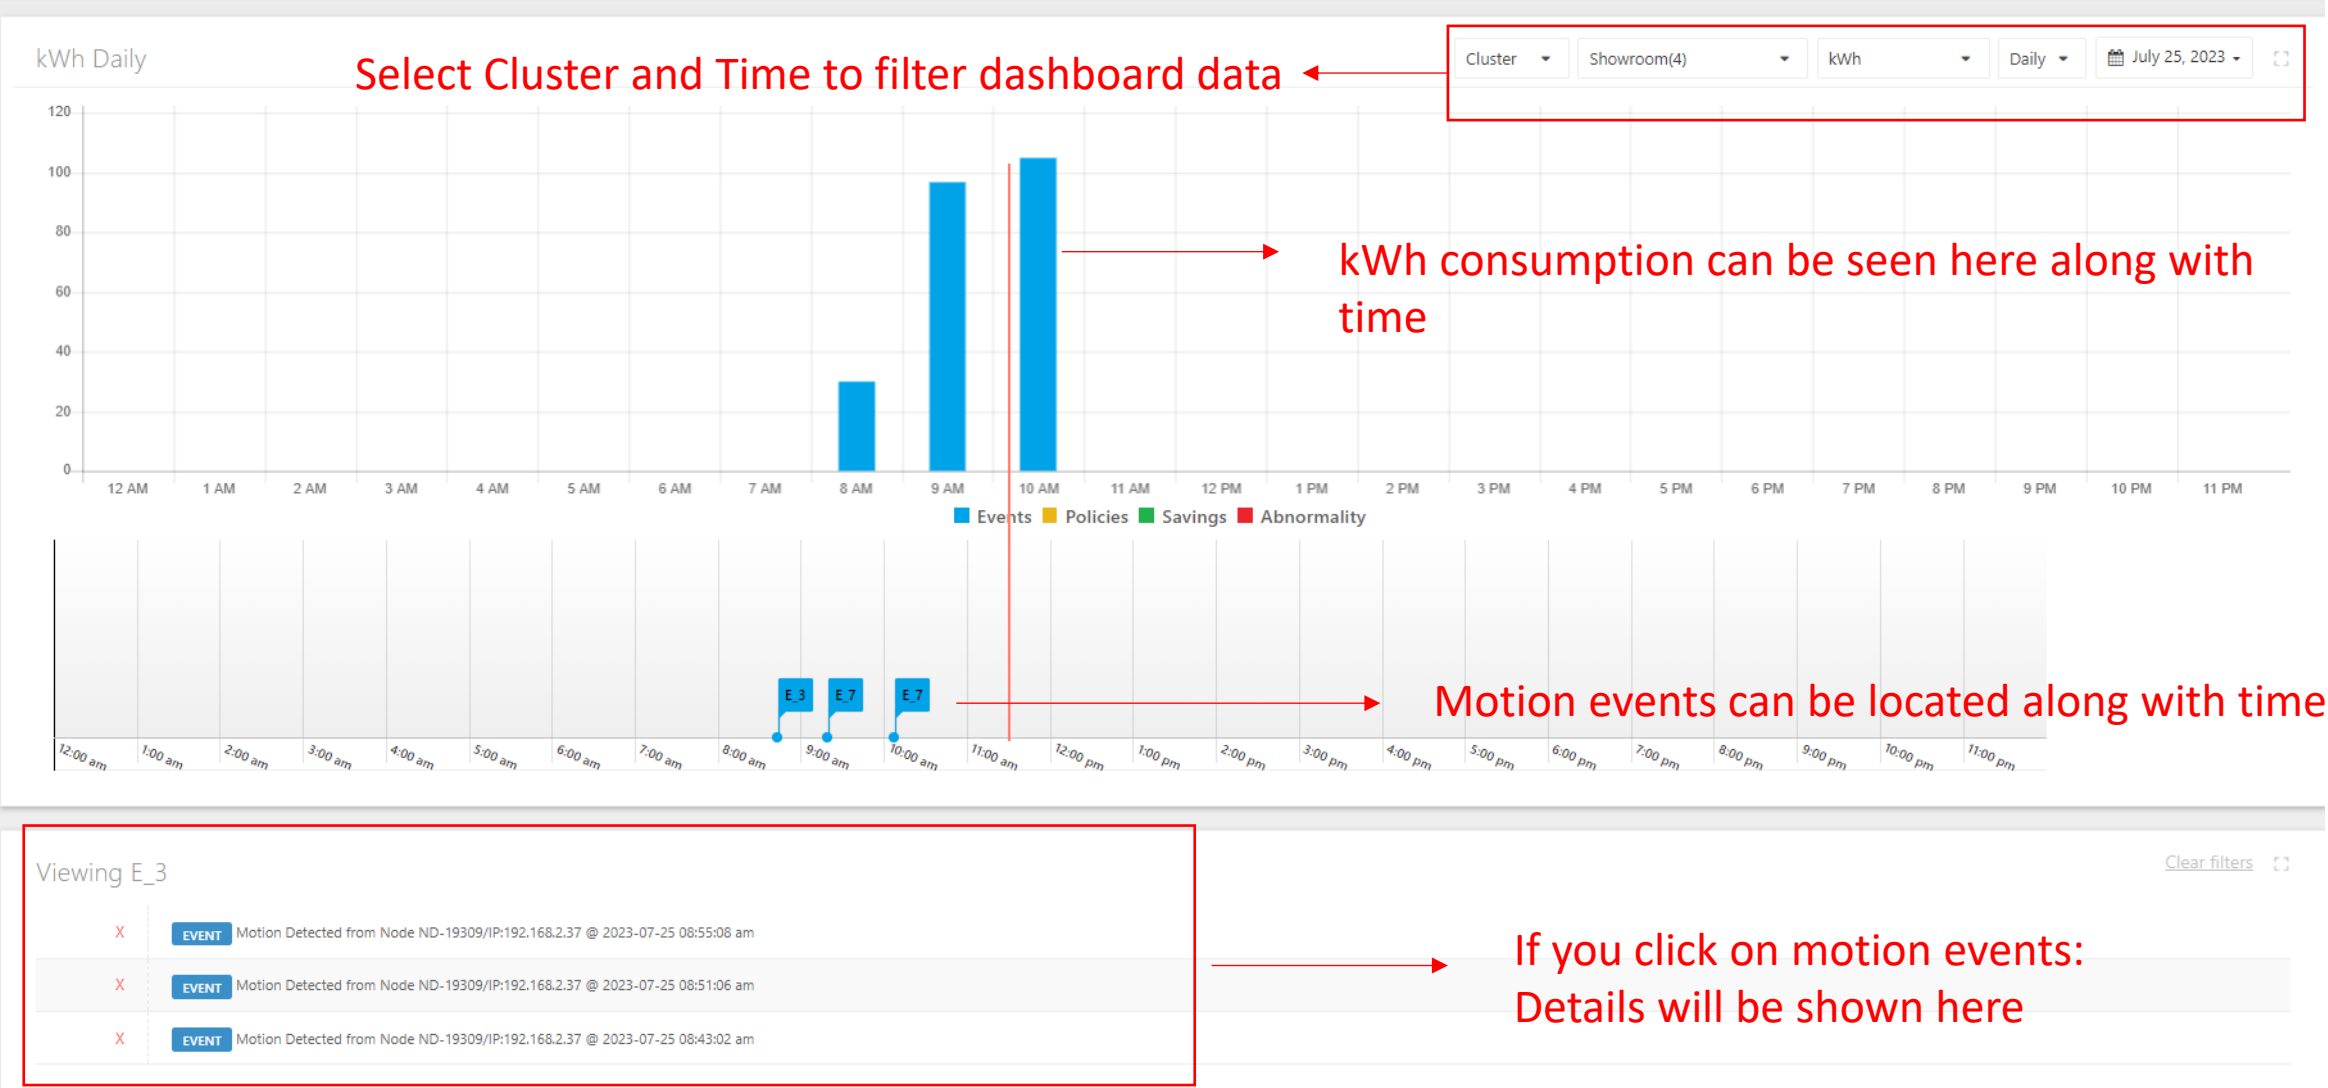 kWh Daily
Select Cluster and Time to filter dashboard data
Cluster
Showroom(4)
kWh
Daily
July 25, 2023
120
100
80
60
40
20
0
kWh consumption can be seen here along with
time
12 AM 1 AM 2 AM 3 AM 4 AM 5 AM 6 AM 7 AM 8 AM 9 AM 10 AM 11 AM 12 PM 1 PM 2 PM 3 PM 4 PM 5 PM 6 PM 7 PM 8 PM 9 PM 10 PM 11 PM
Events Policies Savings Abnormality
E_3 E_7 E_7
Motion events can be located along with time
12:00 am 1:00 am 2:00 am 3:00 am 4:00 am 5:00 am 6:00 am 7:00 am 8:00 am 9:00 am 10:00 am 11:00 am 12:00 pm 1:00 pm 2:00 pm 3:00 pm 4:00 pm 5:00 pm 6:00 pm 7:00 pm 8:00 pm 9:00 pm 10:00 pm 11:00 pm
Viewing E_3
Clear filters
X EVENT Motion Detected from Node ND-19309/IP:192.168.2.37 @ 2023-07-25 08:55:08 am
X EVENT Motion Detected from Node ND-19309/IP:192.168.2.37 @ 2023-07-25 08:51:06 am
X EVENT Motion Detected from Node ND-19309/IP:192.168.2.37 @ 2023-07-25 08:43:02 am
If you click on motion events:
Details will be shown here